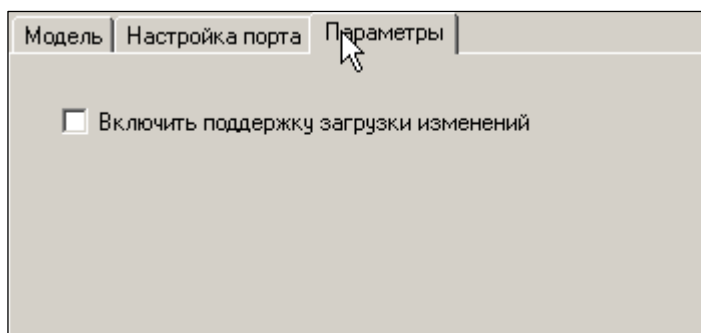 Модель Настройка порта Параметры
Включить поддержку загрузки изменений